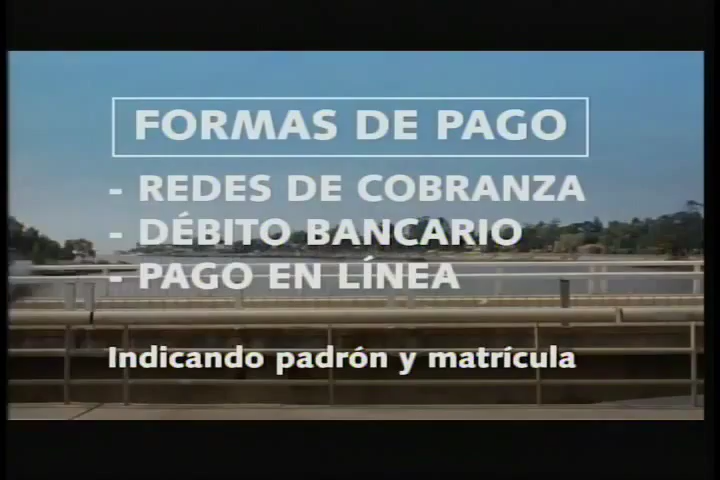 FORMAS DE PAGO
- REDES DE COBRANZA
- DÉBITO BANCARIO
- PAGO EN LÍNEA
Indicando padrón y matrícula